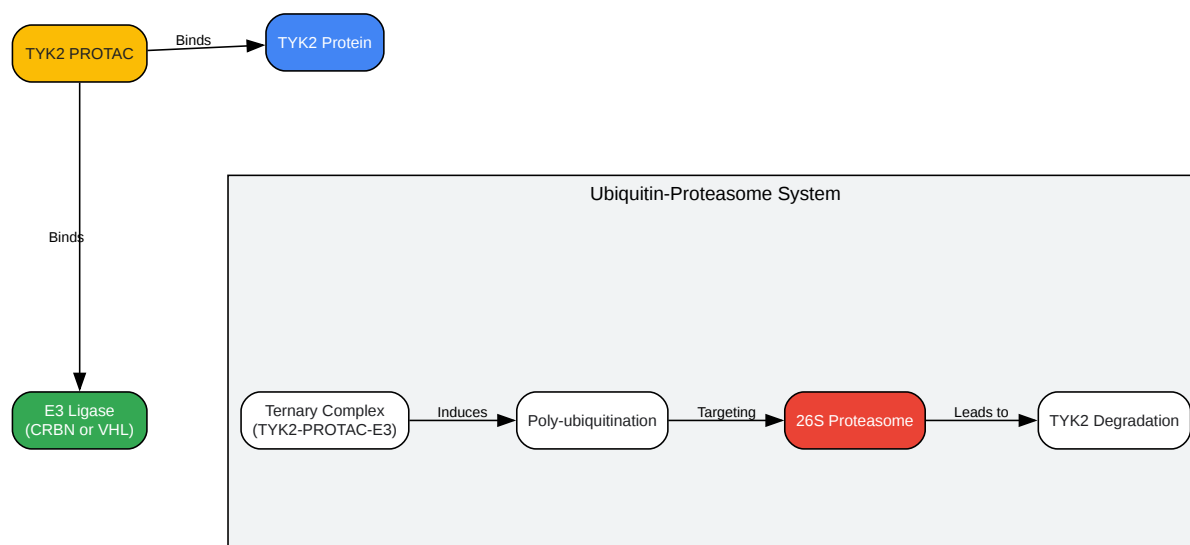 TYK2 PROTAC
Binds
TYK2 Protein
Binds
Ubiquitin-Proteasome System
E3 Ligase
(CRBN or VHL)
Ternary Complex
(TYK2-PROTAC-E3)
Induces
Poly-ubiquitination
Targeting
26S Proteasome
Leads to
TYK2 Degradation